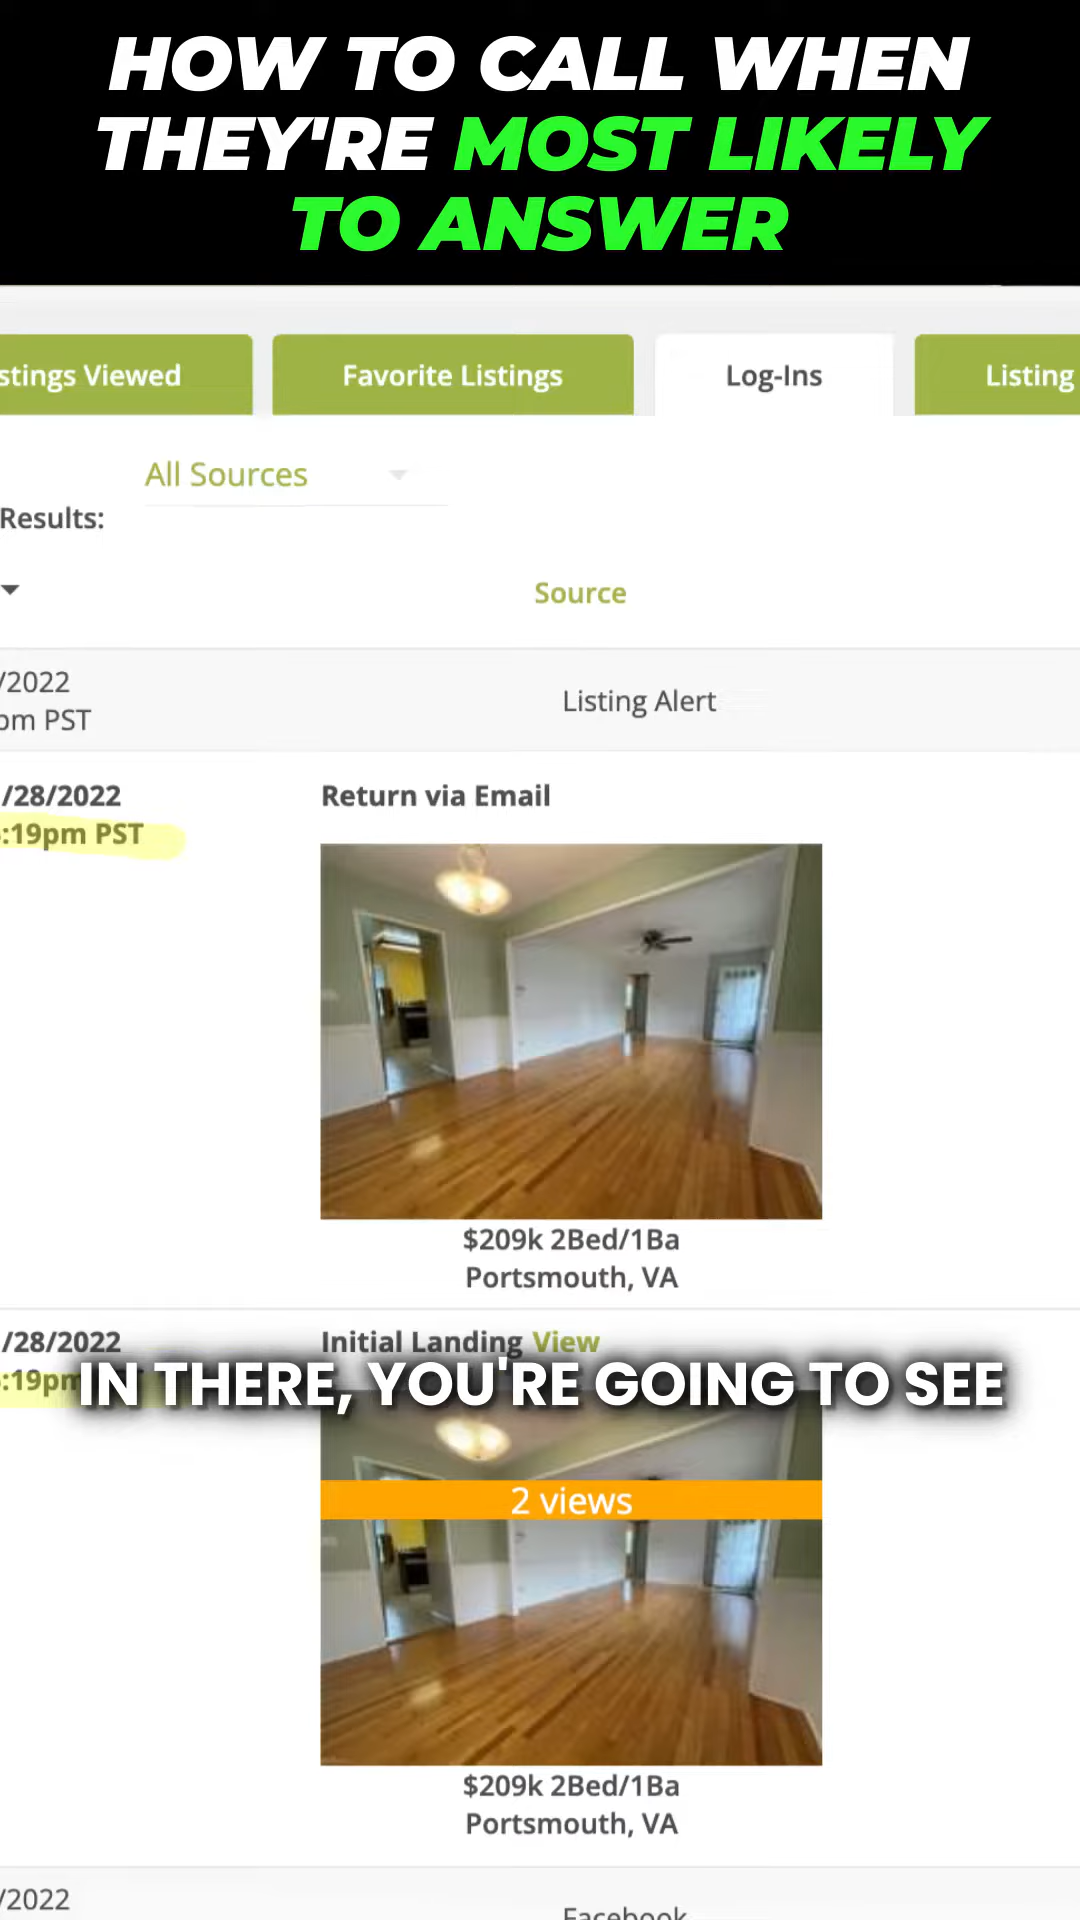 HOW TO CALL WHEN
THEY'RE MOST LIKELY
TO ANSWER
stings Viewed
Favorite Listings
Log-Ins
Listing
All Sources
Results:
Source
/2022
pm PST
Listing Alert
/28/2022
:19pm PST
Return via Email
$209k 2Bed/1Ba
Portsmouth, VA
/28/2022
:19pm
Initial Landing View
IN THERE, YOU'RE GOING TO SEE
2 views
$209k 2Bed/1Ba
Portsmouth, VA
/2022
Facebook